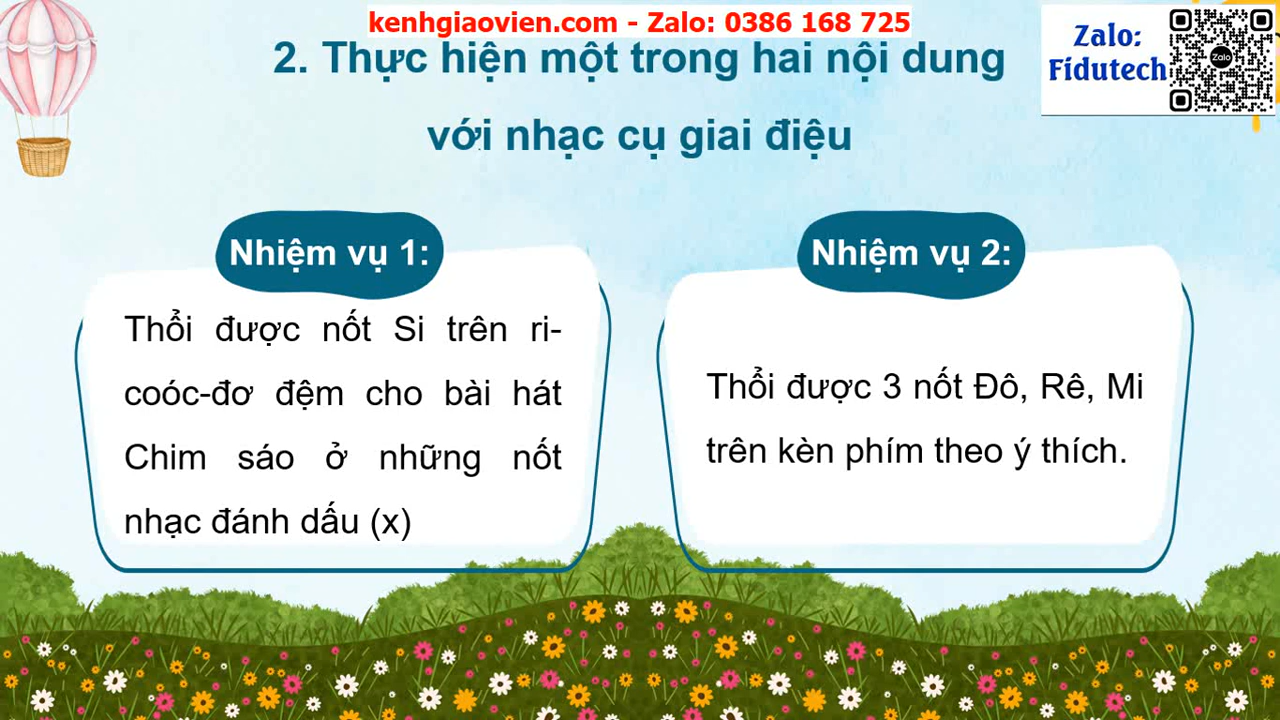 kenhgiaovien.com - Zalo: 0386 168 725
Zalo:
Fidutech
Zalo
2. Thực hiện một trong hai nội dung
với nhạc cụ giai điệu
Nhiệm vụ 1:
Thổi được nốt Si trên ri-
coóc-đơ đệm cho bài hát
Chim sáo ở những nốt
nhạc đánh dấu (x)
Nhiệm vụ 2:
Thổi được 3 nốt Đô, Rê, Mi
trên kèn phím theo ý thích.